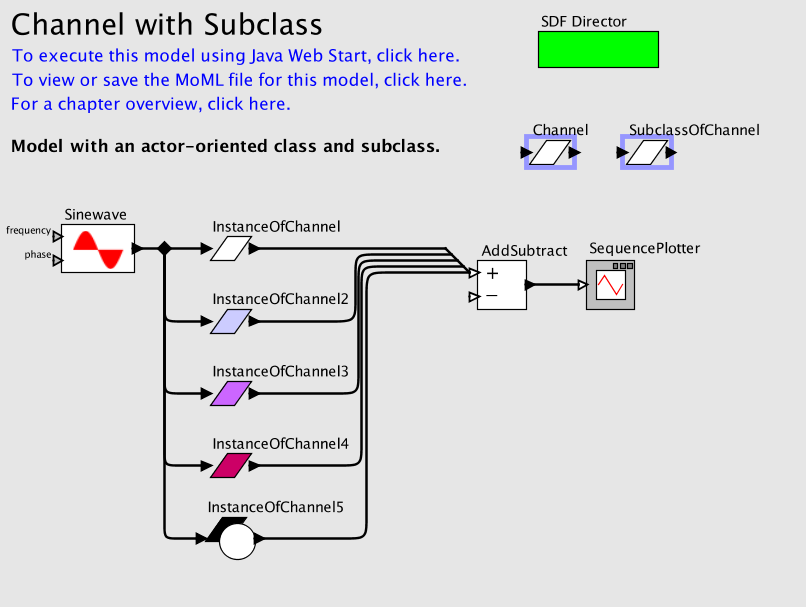 Channel with Subclass
SDF Director
To execute this model using Java Web Start, click here.
To view or save the MoML file for this model, click here.
For a chapter overview, click here.
Channel
SubclassOfChannel
Model with an actor-oriented class and subclass.
Sinewave
frequency
phase
InstanceOfChannel
AddSubtract
+
−
SequencePlotter
InstanceOfChannel2
InstanceOfChannel3
InstanceOfChannel4
InstanceOfChannel5